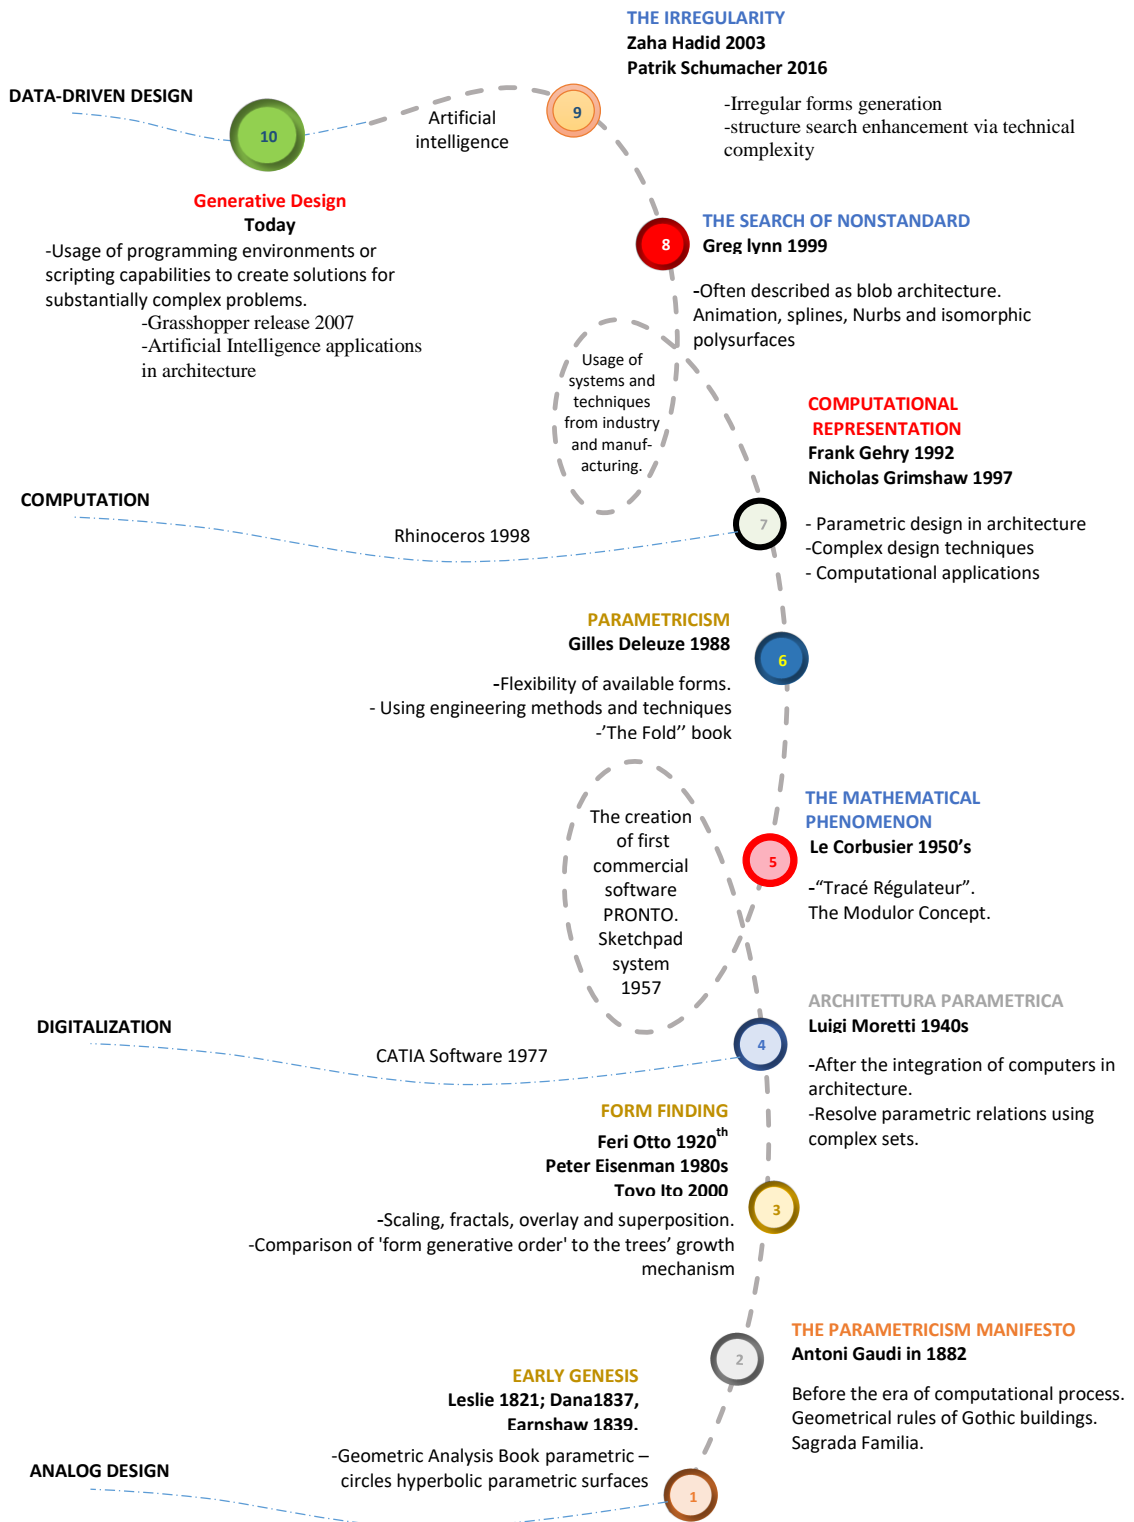 THE IRREGULARITY
Zaha Hadid 2003
Patrik Schumacher 2016
-Irregular forms generation
-structure search enhancement via technical
complexity
DATA-DRIVEN DESIGN
Artificial
intelligence
9
10
Generative Design
Today
-Usage of programming environments or
scripting capabilities to create solutions for
substantially complex problems.
-Grasshopper release 2007
-Artificial Intelligence applications
in architecture
8
THE SEARCH OF NONSTANDARD
Greg lynn 1999
-Often described as blob architecture.
Animation, splines, Nurbs and isomorphic
polysurfaces
Usage of
systems and
techniques
from industry
and manuf-
acturing.
COMPUTATIONAL
REPRESENTATION
Frank Gehry 1992
Nicholas Grimshaw 1997
- Parametric design in architecture
-Complex design techniques
- Computational applications
7
COMPUTATION
Rhinoceros 1998
PARAMETRICISM
Gilles Deleuze 1988
-Flexibility of available forms.
- Using engineering methods and techniques
-'The Fold'' book
6
THE MATHEMATICAL
PHENOMENON
Le Corbusier 1950's
-“Tracé Régulateur”.
The Modulor Concept.
5
The creation
of first
commercial
software
PRONTO.
Sketchpad
system
1957
ARCHITETTURA PARAMETRICA
Luigi Moretti 1940s
-After the integration of computers in
architecture.
-Resolve parametric relations using
complex sets.
4
DIGITALIZATION
CATIA Software 1977
FORM FINDING
Feri Otto 1920th
Peter Eisenman 1980s
Toyo Ito 2000
-Scaling, fractals, overlay and superposition.
-Comparison of 'form generative order' to the trees’ growth
mechanism
3
THE PARAMETRICISM MANIFESTO
Antoni Gaudi in 1882
Before the era of computational process.
Geometrical rules of Gothic buildings.
Sagrada Familia.
2
EARLY GENESIS
Leslie 1821; Dana1837,
Earnshaw 1839.
-Geometric Analysis Book parametric –
circles hyperbolic parametric surfaces
1
ANALOG DESIGN